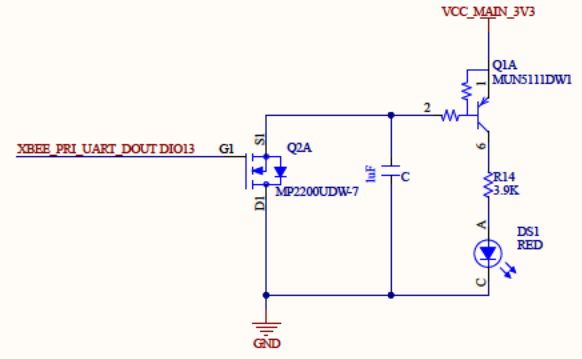 VCC_MAIN_3V3
Q1A
MUN5111DW1
1
2
6
XBEE_PRI_UART_DOUT DIO13
G1
S1
Q2A
MP2200UDW-7
D1
1uF
C
R14
3.9K
A
DS1
RED
C
GND